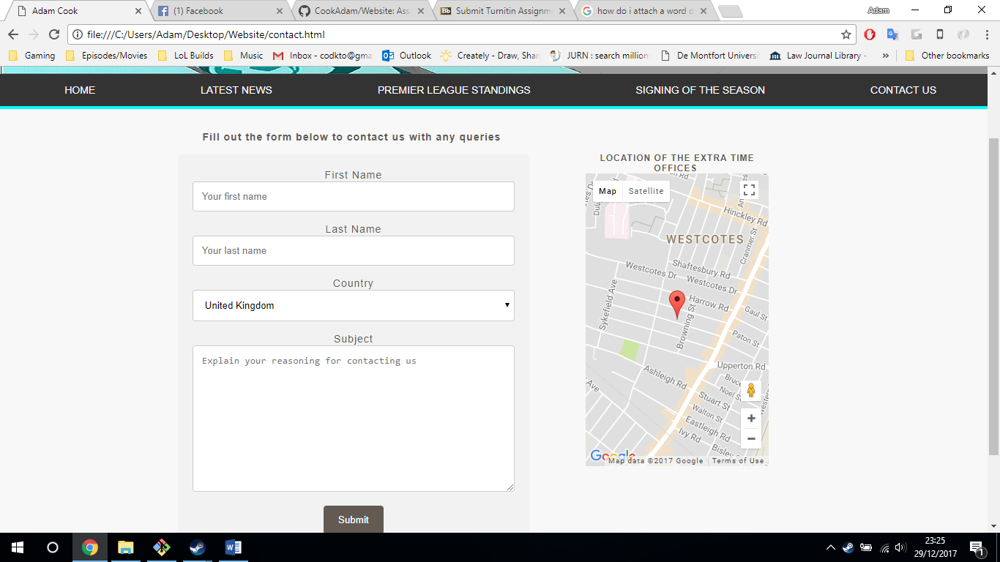 Adam Cook
(1) Facebook
CookAdam/Website: Ass
Submit Turnitin Assignm
how do i attach a word d
Adam
file:///C:/Users/Adam/Desktop/Website/contact.html
Gaming
Episodes/Movies
LoL Builds
Music
Inbox - codkto@gma
Outlook
Creately - Draw, Shar
JURN : search million
De Montfort Universi
Law Journal Library -
»
Other bookmarks
HOME
LATEST NEWS
PREMIER LEAGUE STANDINGS
SIGNING OF THE SEASON
CONTACT US
Fill out the form below to contact us with any queries
First Name
Your first name
Last Name
Your last name
Country
United Kingdom
Subject
Explain your reasoning for contacting us
Submit
LOCATION OF THE EXTRA TIME
OFFICES
Map
Satellite
Hinckley Rd
WESTCOTES
Cranmer St
Shaftesbury Rd
Westcotes Dr
Westcotes Dr
Sykefield Ave
Harrow Rd
Browning St
Gaul St
Paton St
Upperton Rd
Ashleigh Rd
Bruce
Noel S
Stuart St
Walton St
Eastleigh Rd
Ivy Rd
Bisley S
Google
Map data ©2017 Google
Terms of Use
23:25
29/12/2017
1